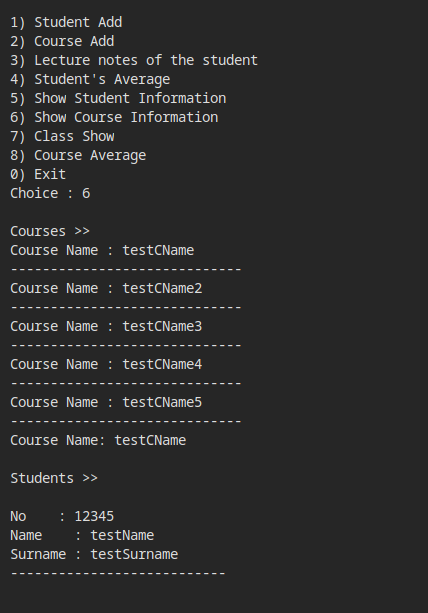 1) Student Add
2) Course Add
3) Lecture notes of the student
4) Student's Average
5) Show Student Information
6) Show Course Information
7) Class Show
8) Course Average
0) Exit
Choice : 6
Courses >>
Course Name : testCName
-----------------------------
Course Name : testCName2
-----------------------------
Course Name : testCName3
-----------------------------
Course Name : testCName4
-----------------------------
Course Name : testCName5
-----------------------------
Course Name: testCName
Students >>
No    : 12345
Name    : testName
Surname : testSurname
---------------------------